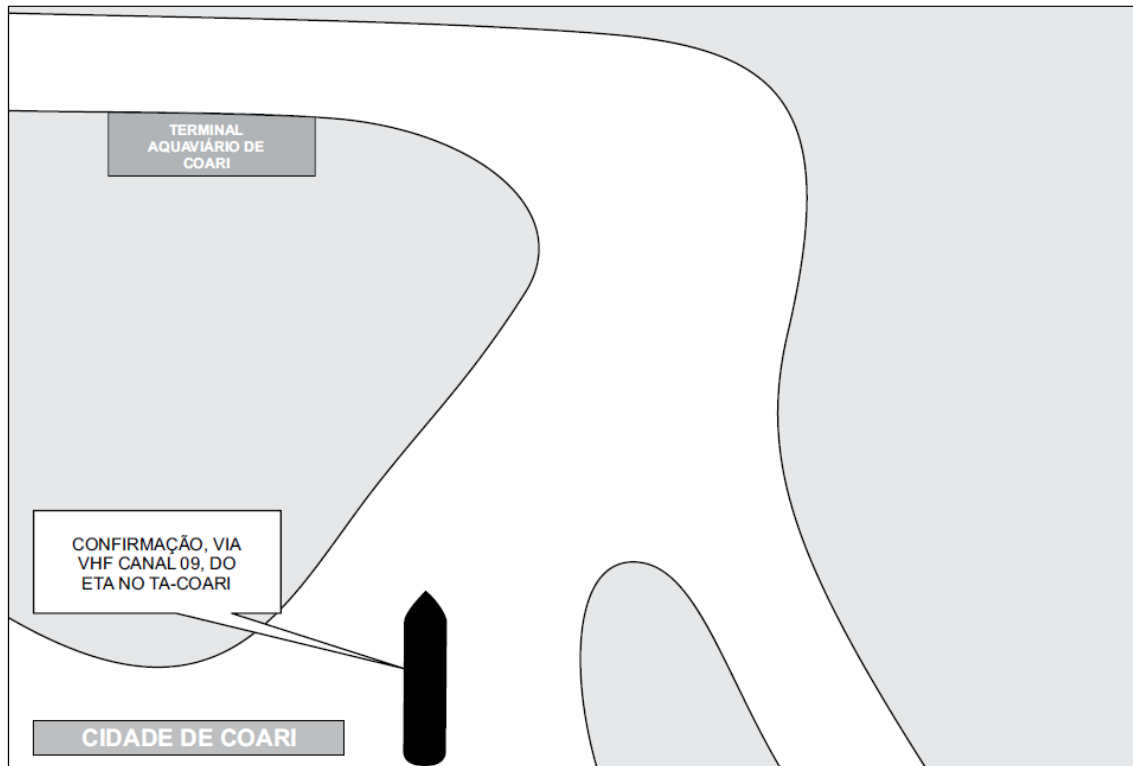 TERMINAL
AQUAVIÁRIO DE
COARI
CONFIRMAÇÃO, VIA
VHF CANAL 09, DO
ETA NO TA-COARI
CIDADE DE COARI